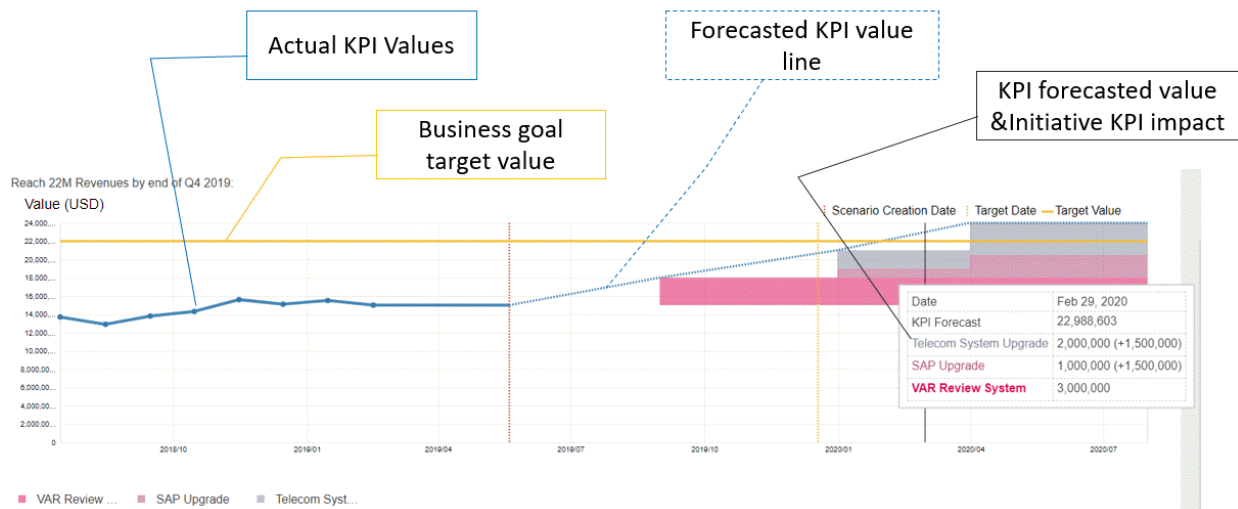 Actual KPI Values
Forecasted KPI value
line
KPI forecasted value
&Initiative KPI impact
Business goal
target value
Reach 22M Revenues by end of Q4 2019:
Value (USD)
Scenario Creation Date
Target Date
Target Value
24,000,...
22,000,...
20,000,...
18,000,...
16,000,...
14,000,...
12,000,...
10,000,...
8,000,00...
6,000,00...
4,000,00...
2,000,00...
0
2018/10
2019/01
2019/04
2019/07
2019/10
2020/01
2020/04
2020/07
Date Feb 29, 2020
KPI Forecast 22,988,603
Telecom System Upgrade 2,000,000 (+1,500,000)
SAP Upgrade 1,000,000 (+1,500,000)
VAR Review System 3,000,000
VAR Review ...
SAP Upgrade
Telecom Syst...